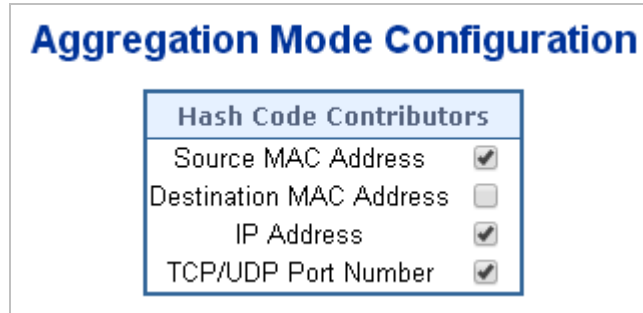 Aggregation Mode Configuration
Hash Code Contributors
Source MAC Address
Destination MAC Address
IP Address
TCP/UDP Port Number